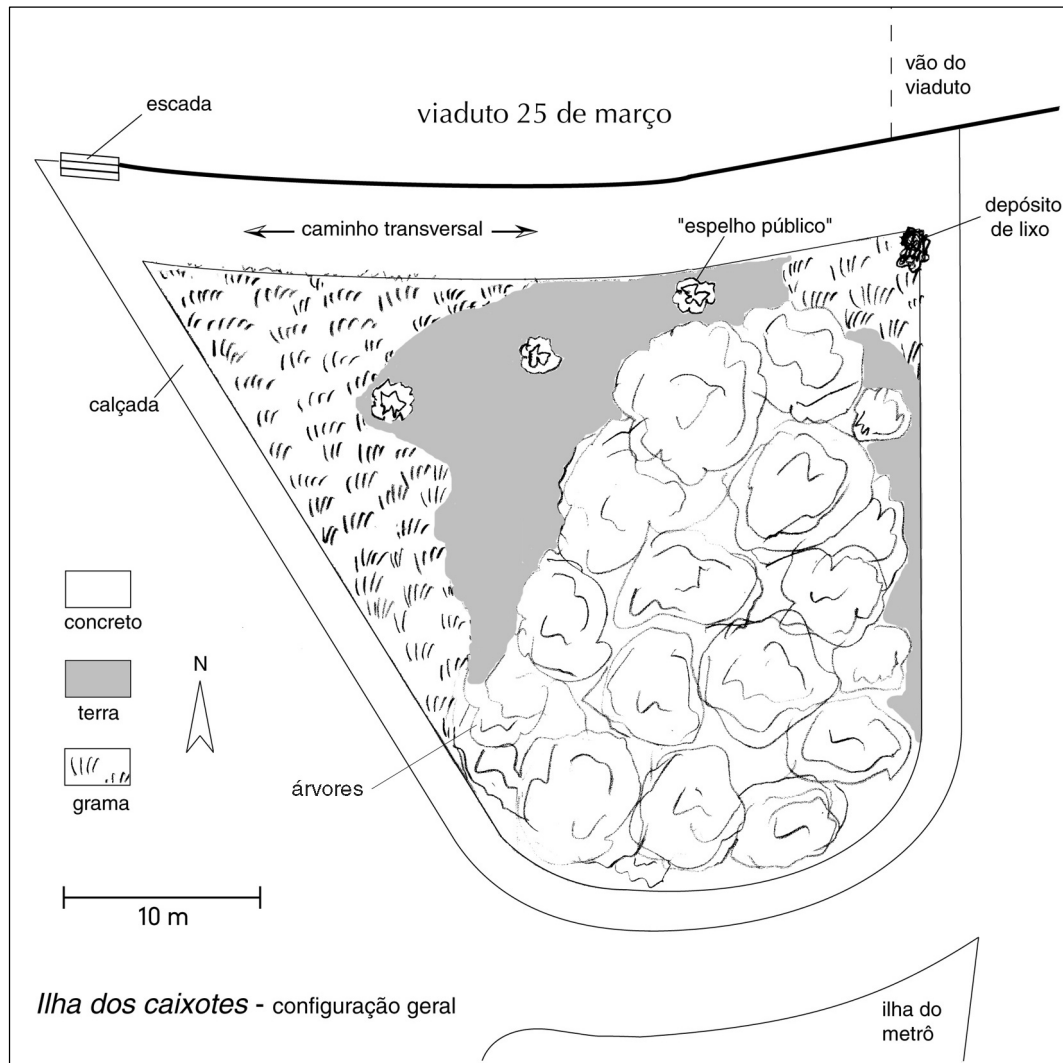 escada
viaduto 25 de março
vão do
viaduto
caminho transversal
"espelho público"
depósito
de lixo
calçada
concreto
N
terra
árvores
grama
10 m
Ilha dos caixotes - configuração geral
ilha do
metrô